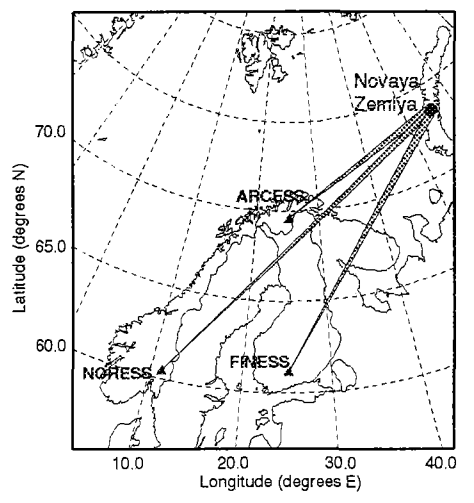 Novaya
Zemlya
70.0
ARCESS
65.0
Latitude (degrees N)
60.0
NORESS
FINESS
10.0 20.0 30.0 40.0
Longitude (degrees E)